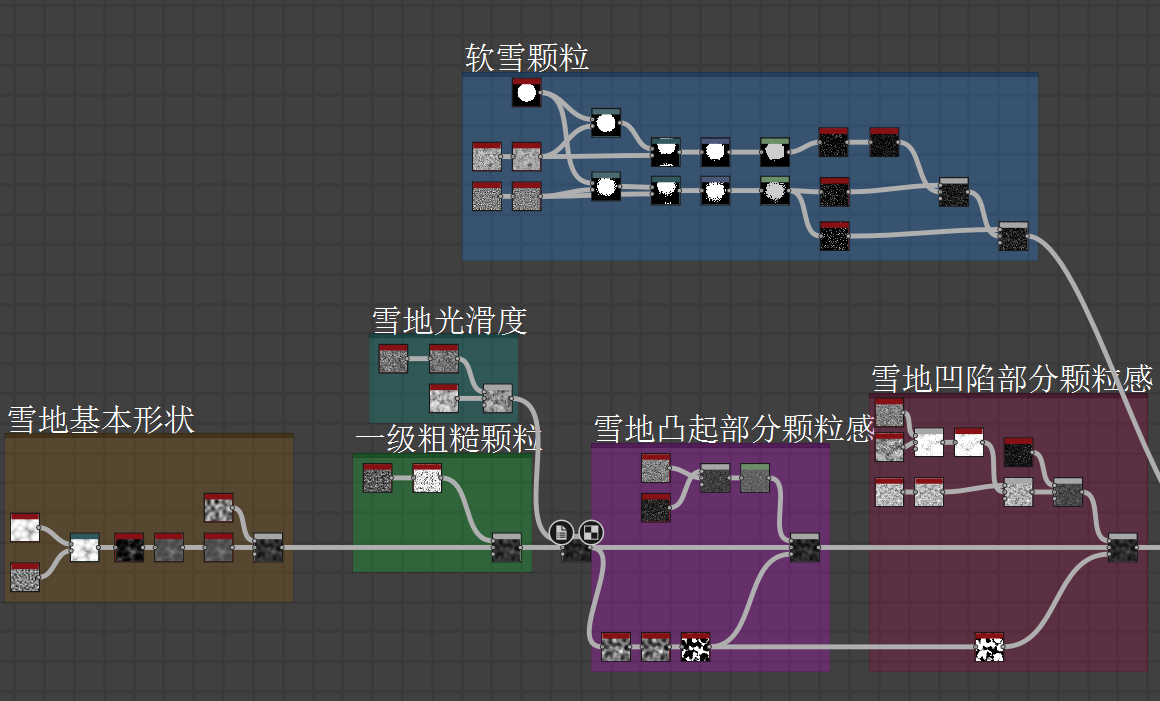 软雪颗粒
雪地光滑度
雪地凹陷部分颗粒感
雪地基本形状
一级粗糙颗粒
雪地凸起部分颗粒感